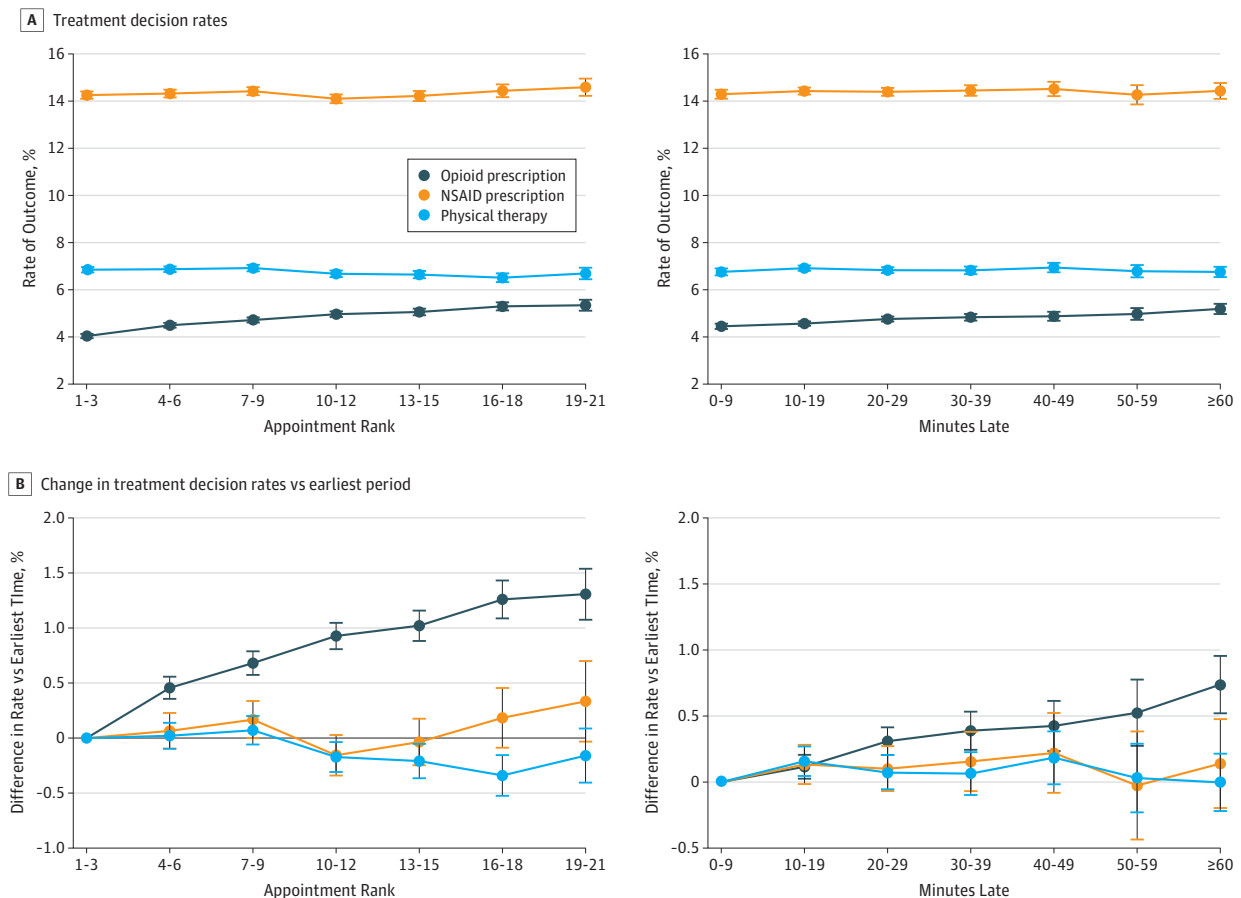 A Treatment decision rates
16
14
12
10
8
6
4
2
Rate of Outcome, %
Opioid prescription
NSAID prescription
Physical therapy
1-3 4-6 7-9 10-12 13-15 16-18 19-21
Appointment Rank
16
14
12
10
8
6
4
2
Rate of Outcome, %
0-9 10-19 20-29 30-39 40-49 50-59 ≥60
Minutes Late
B Change in treatment decision rates vs earliest period
2.0
1.5
1.0
0.5
0
-0.5
-1.0
Difference in Rate vs Earliest TIme, %
1-3 4-6 7-9 10-12 13-15 16-18 19-21
Appointment Rank
2.0
1.5
1.0
0.5
0
-0.5
Difference in Rate vs Earliest TIme, %
0-9 10-19 20-29 30-39 40-49 50-59 ≥60
Minutes Late